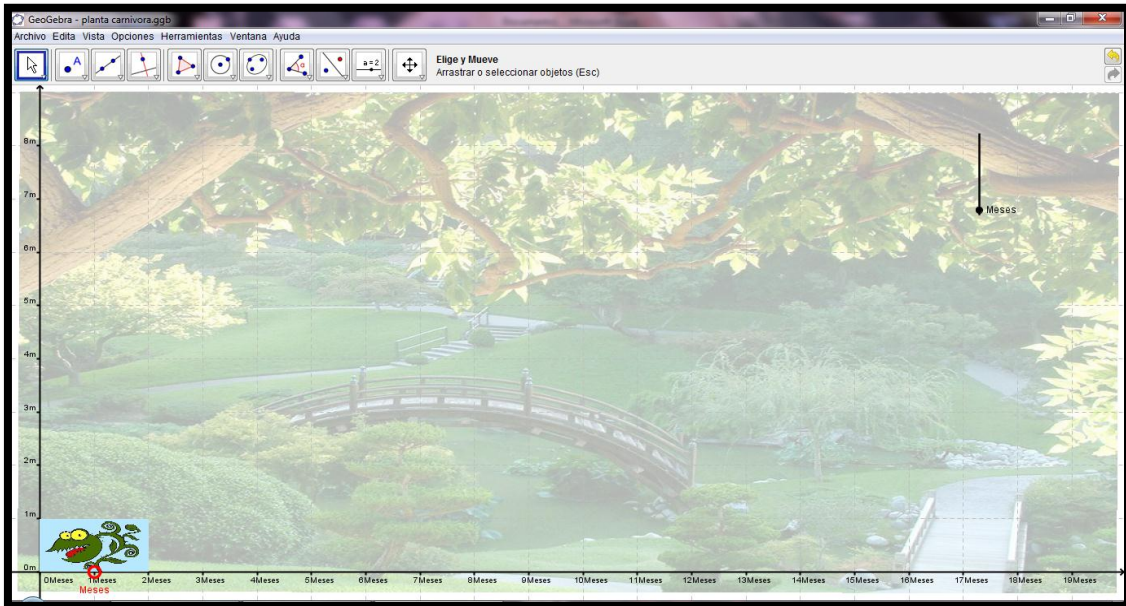 GeoGebra - planta carnivora.ggb
Archivo Edita Vista Opciones Herramientas Ventana Ayuda
A
a=2
Elige y Mueve
Arrastrar o seleccionar objetos (Esc)
8m
7m
Meses
6m
5m
4m
3m
2m
1m
0m
0Meses 1Meses 2Meses 3Meses 4Meses 5Meses 6Meses 7Meses 8Meses 9Meses 10Meses 11Meses 12Meses 13Meses 14Meses 15Meses 16Meses 17Meses 18Meses 19Meses
Meses